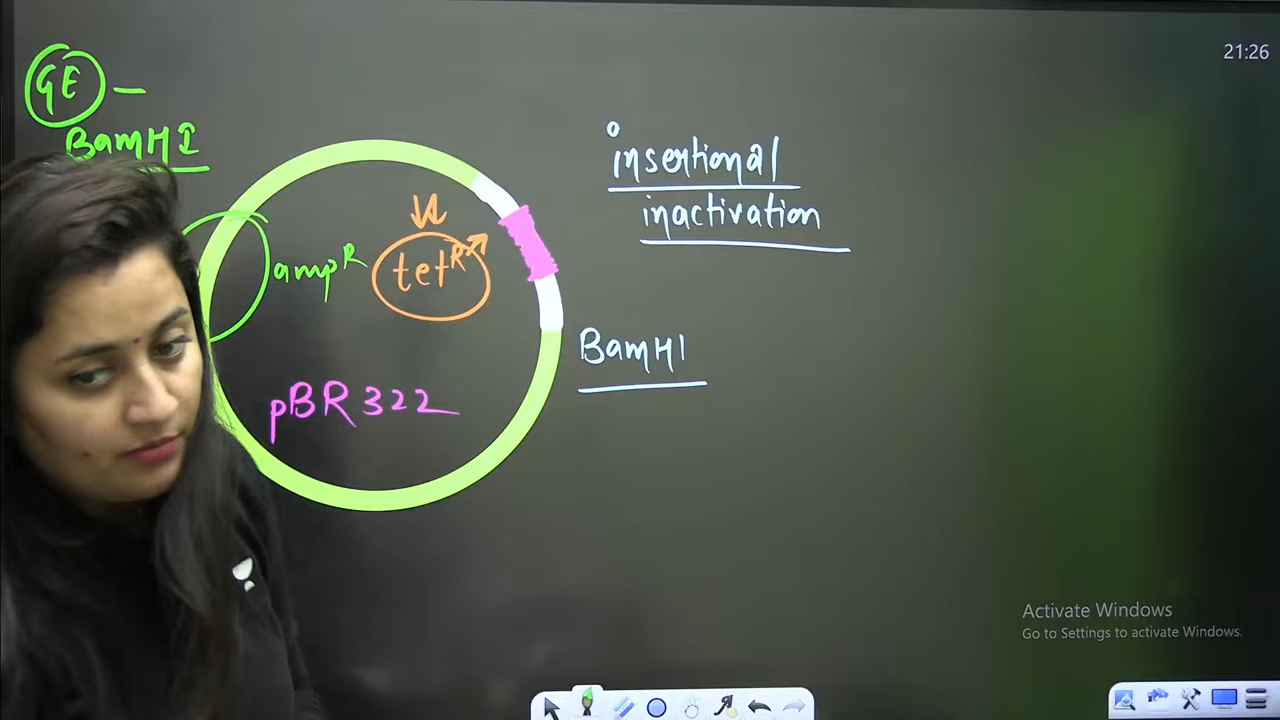 21:26
GE -
BamHI
insertional
inactivation
ampR
tetR
BamHI
pBR322
Activate Windows
Go to Settings to activate Windows.